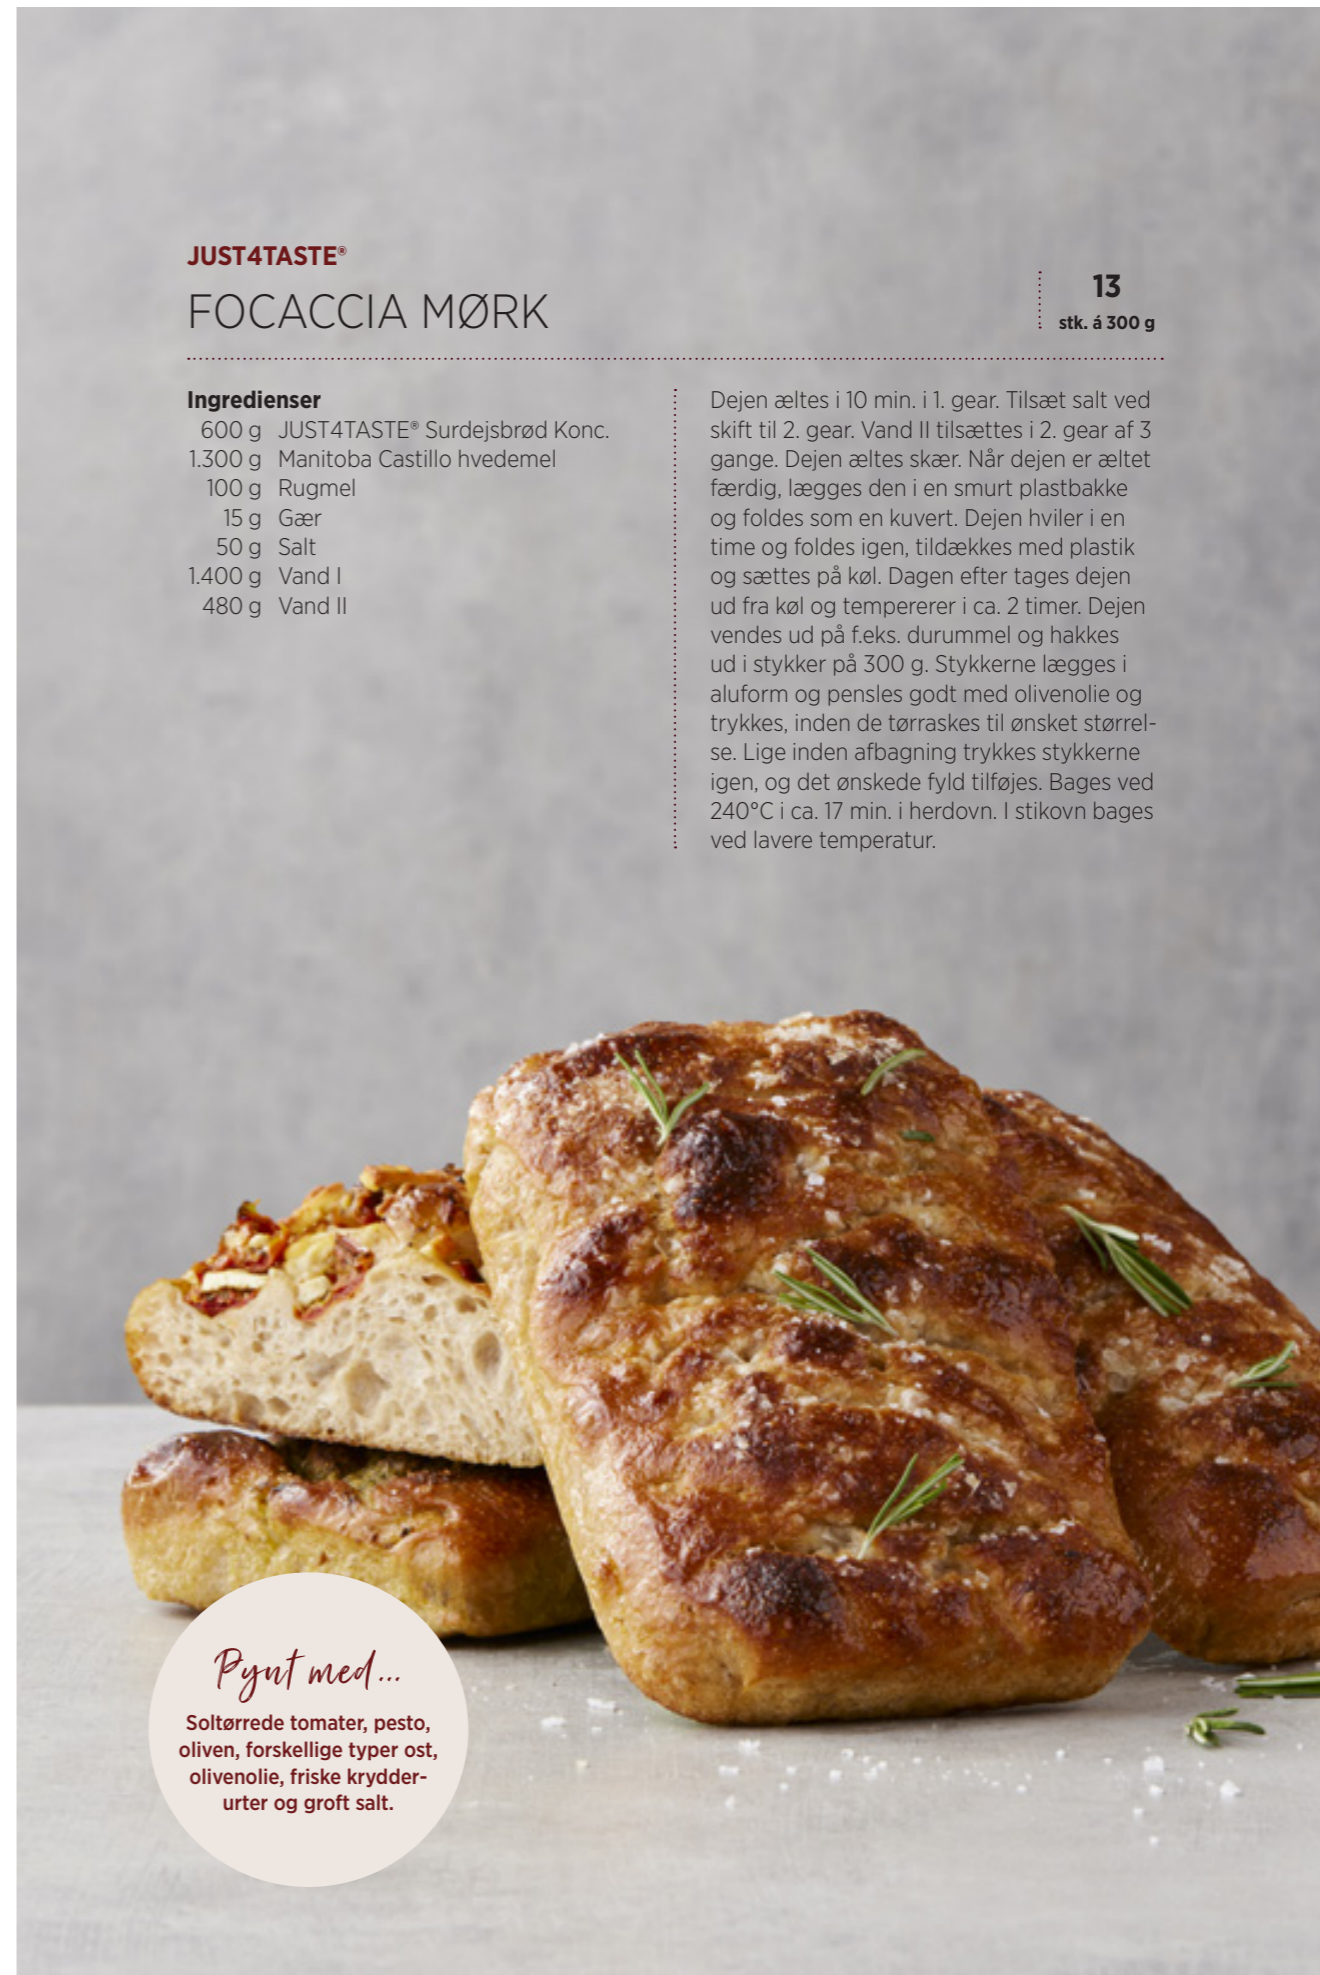 JUST4TASTE®
FOCACCIA MØRK
13
stk. á 300 g
Ingredienser
600 g JUST4TASTE® Surdejsbrød Konc.
1.300 g Manitoba Castillo hvedemel
100 g Rugmel
15 g Gær
50 g Salt
1.400 g Vand I
480 g Vand II
Dejen æltes i 10 min. i 1. gear. Tilsæt salt ved
skift til 2. gear. Vand II tilsættes i 2. gear af 3
gange. Dejen æltes skær. Når dejen er æltet
færdig, lægges den i en smurt plastbakke
og foldes som en kuvert. Dejen hviler i en
time og foldes igen, tildækkes med plastik
og sættes på køl. Dagen efter tages dejen
ud fra køl og tempererer i ca. 2 timer. Dejen
vendes ud på f.eks. durummel og hakkes
ud i stykker på 300 g. Stykkerne lægges i
aluform og pensles godt med olivenolie og
trykkes, inden de tørraskes til ønsket størrel-
se. Lige inden afbagning trykkes stykkerne
igen, og det ønskede fyld tilføjes. Bages ved
240°C i ca. 17 min. i herdovn. I stikovn bages
ved lavere temperatur.
Pynt med...
Soltørrede tomater, pesto,
oliven, forskellige typer ost,
olivenolie, friske krydder-
urter og groft salt.